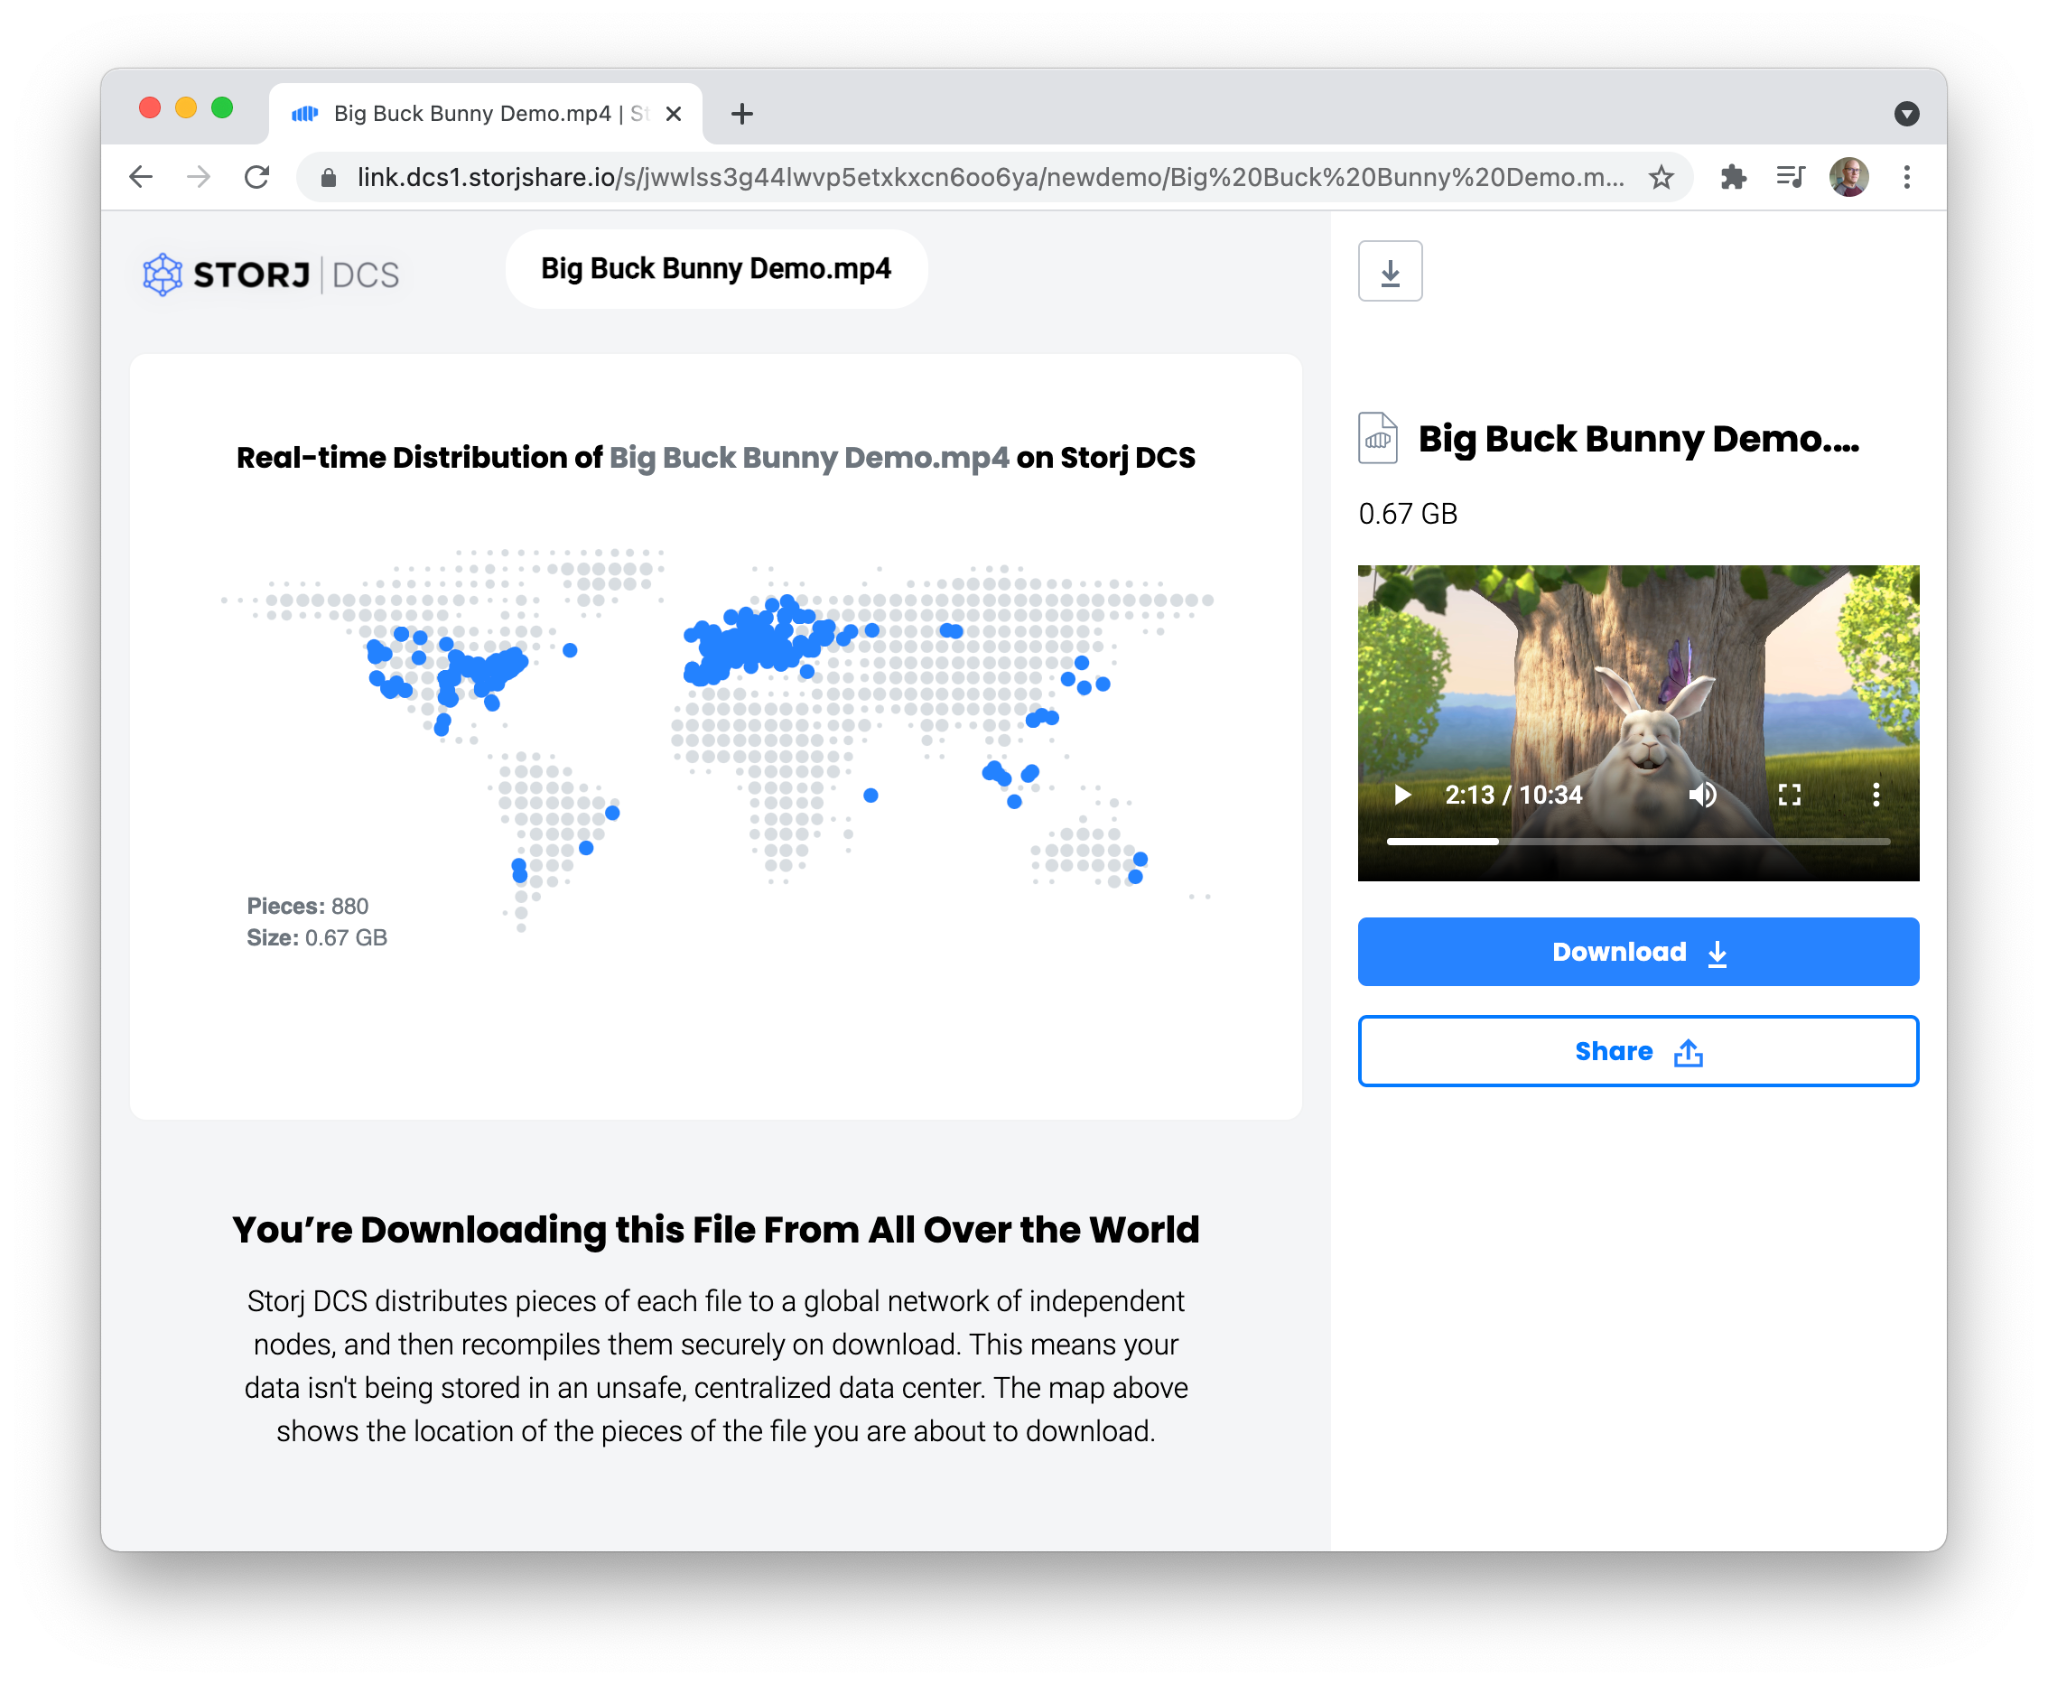 Big Buck Bunny Demo.mp4 | St
link.dcs1.storjshare.io/s/jwwlss3g44lwvp5etxkxcn6oo6ya/newdemo/Big%20Buck%20Bunny%20Demo.m...
STORJ | DCS
Big Buck Bunny Demo.mp4
Real-time Distribution of Big Buck Bunny Demo.mp4 on Storj DCS
Pieces: 880
Size: 0.67 GB
You’re Downloading this File From All Over the World
Storj DCS distributes pieces of each file to a global network of independent
nodes, and then recompiles them securely on download. This means your
data isn't being stored in an unsafe, centralized data center. The map above
shows the location of the pieces of the file you are about to download.
Big Buck Bunny Demo....
0.67 GB
2:13 / 10:34
Download
Share